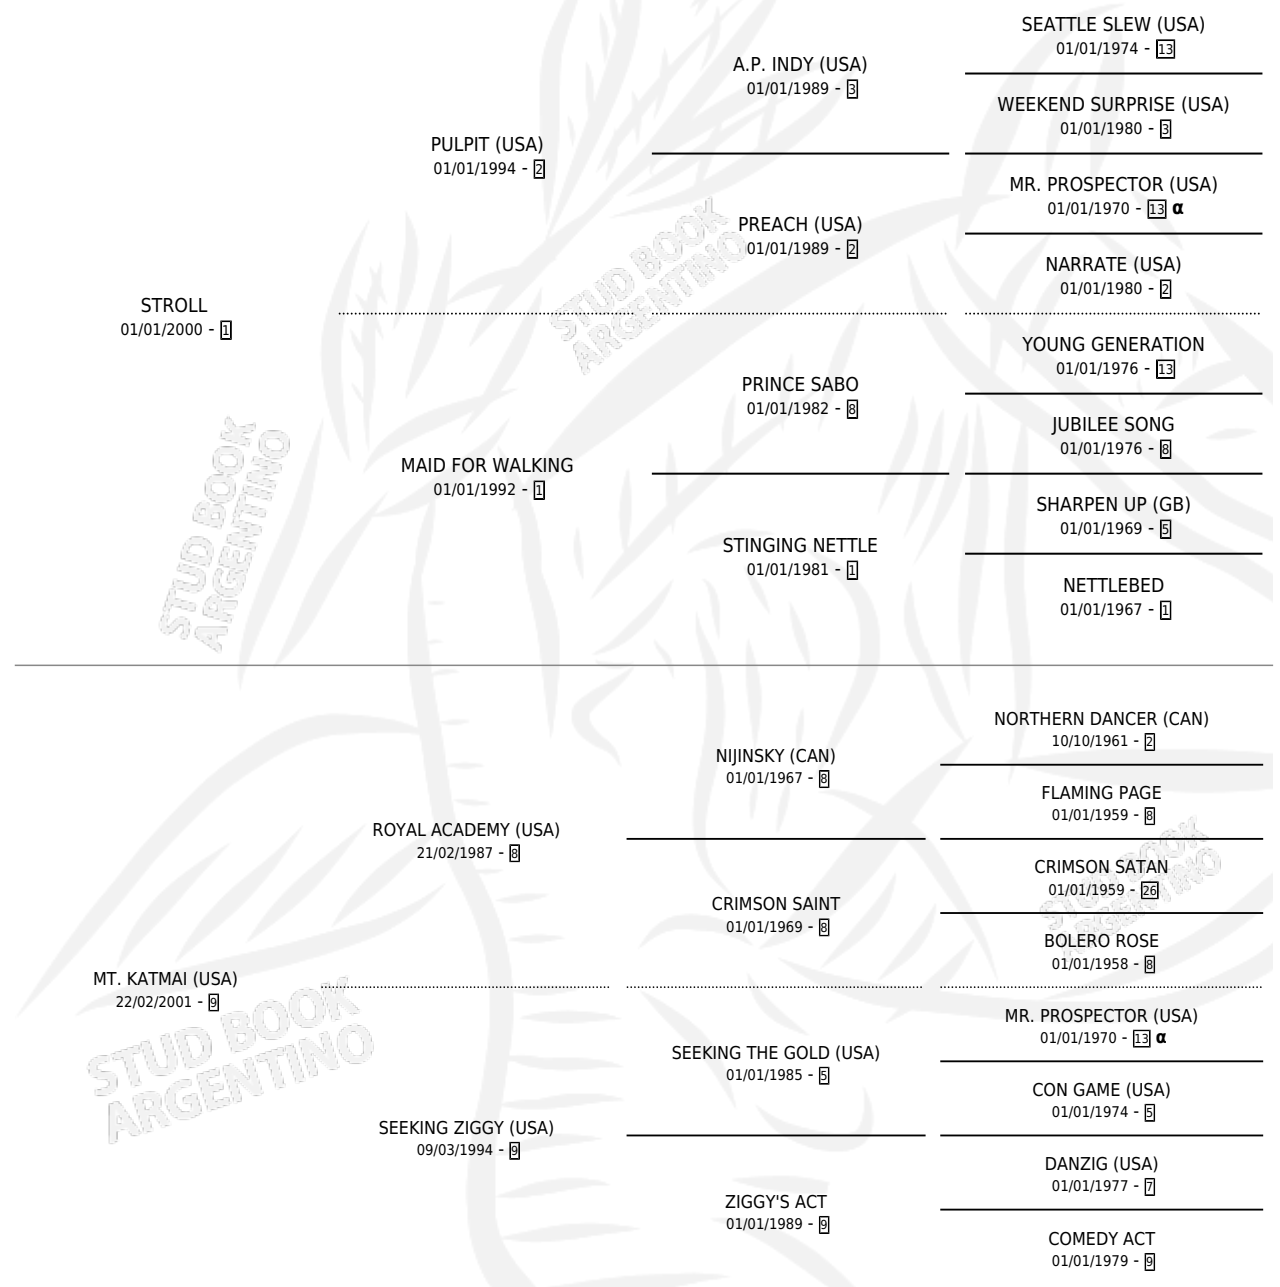 SEATTLE SLEW (USA)
01/01/1974 - 13
A.P. INDY (USA)
01/01/1989 - 3
WEEKEND SURPRISE (USA)
01/01/1980 - 3
PULPIT (USA)
01/01/1994 - 2
MR. PROSPECTOR (USA)
01/01/1970 - 13 α
PREACH (USA)
01/01/1989 - 2
NARRATE (USA)
01/01/1980 - 2
STROLL
01/01/2000 - 1
YOUNG GENERATION
01/01/1976 - 13
PRINCE SABO
01/01/1982 - 8
JUBILEE SONG
01/01/1976 - 8
MAID FOR WALKING
01/01/1992 - 1
SHARPEN UP (GB)
01/01/1969 - 5
STINGING NETTLE
01/01/1981 - 1
NETTLEBED
01/01/1967 - 1
NORTHERN DANCER (CAN)
10/10/1961 - 2
NIJINSKY (CAN)
01/01/1967 - 8
FLAMING PAGE
01/01/1959 - 8
ROYAL ACADEMY (USA)
21/02/1987 - 8
CRIMSON SATAN
01/01/1959 - 26
CRIMSON SAINT
01/01/1969 - 8
BOLERO ROSE
01/01/1958 - 8
MT. KATMAI (USA)
22/02/2001 - 9
MR. PROSPECTOR (USA)
01/01/1970 - 13 α
SEEKING THE GOLD (USA)
01/01/1985 - 5
CON GAME (USA)
01/01/1974 - 5
SEEKING ZIGGY (USA)
09/03/1994 - 9
DANZIG (USA)
01/01/1977 - 7
ZIGGY'S ACT
01/01/1989 - 9
COMEDY ACT
01/01/1979 - 9
STUD BOOK
ARGENTINO
STUD BOOK
ARGENTINO
STUD BOOK
ARGENTINO
STUD BOOK
ARGENTINO